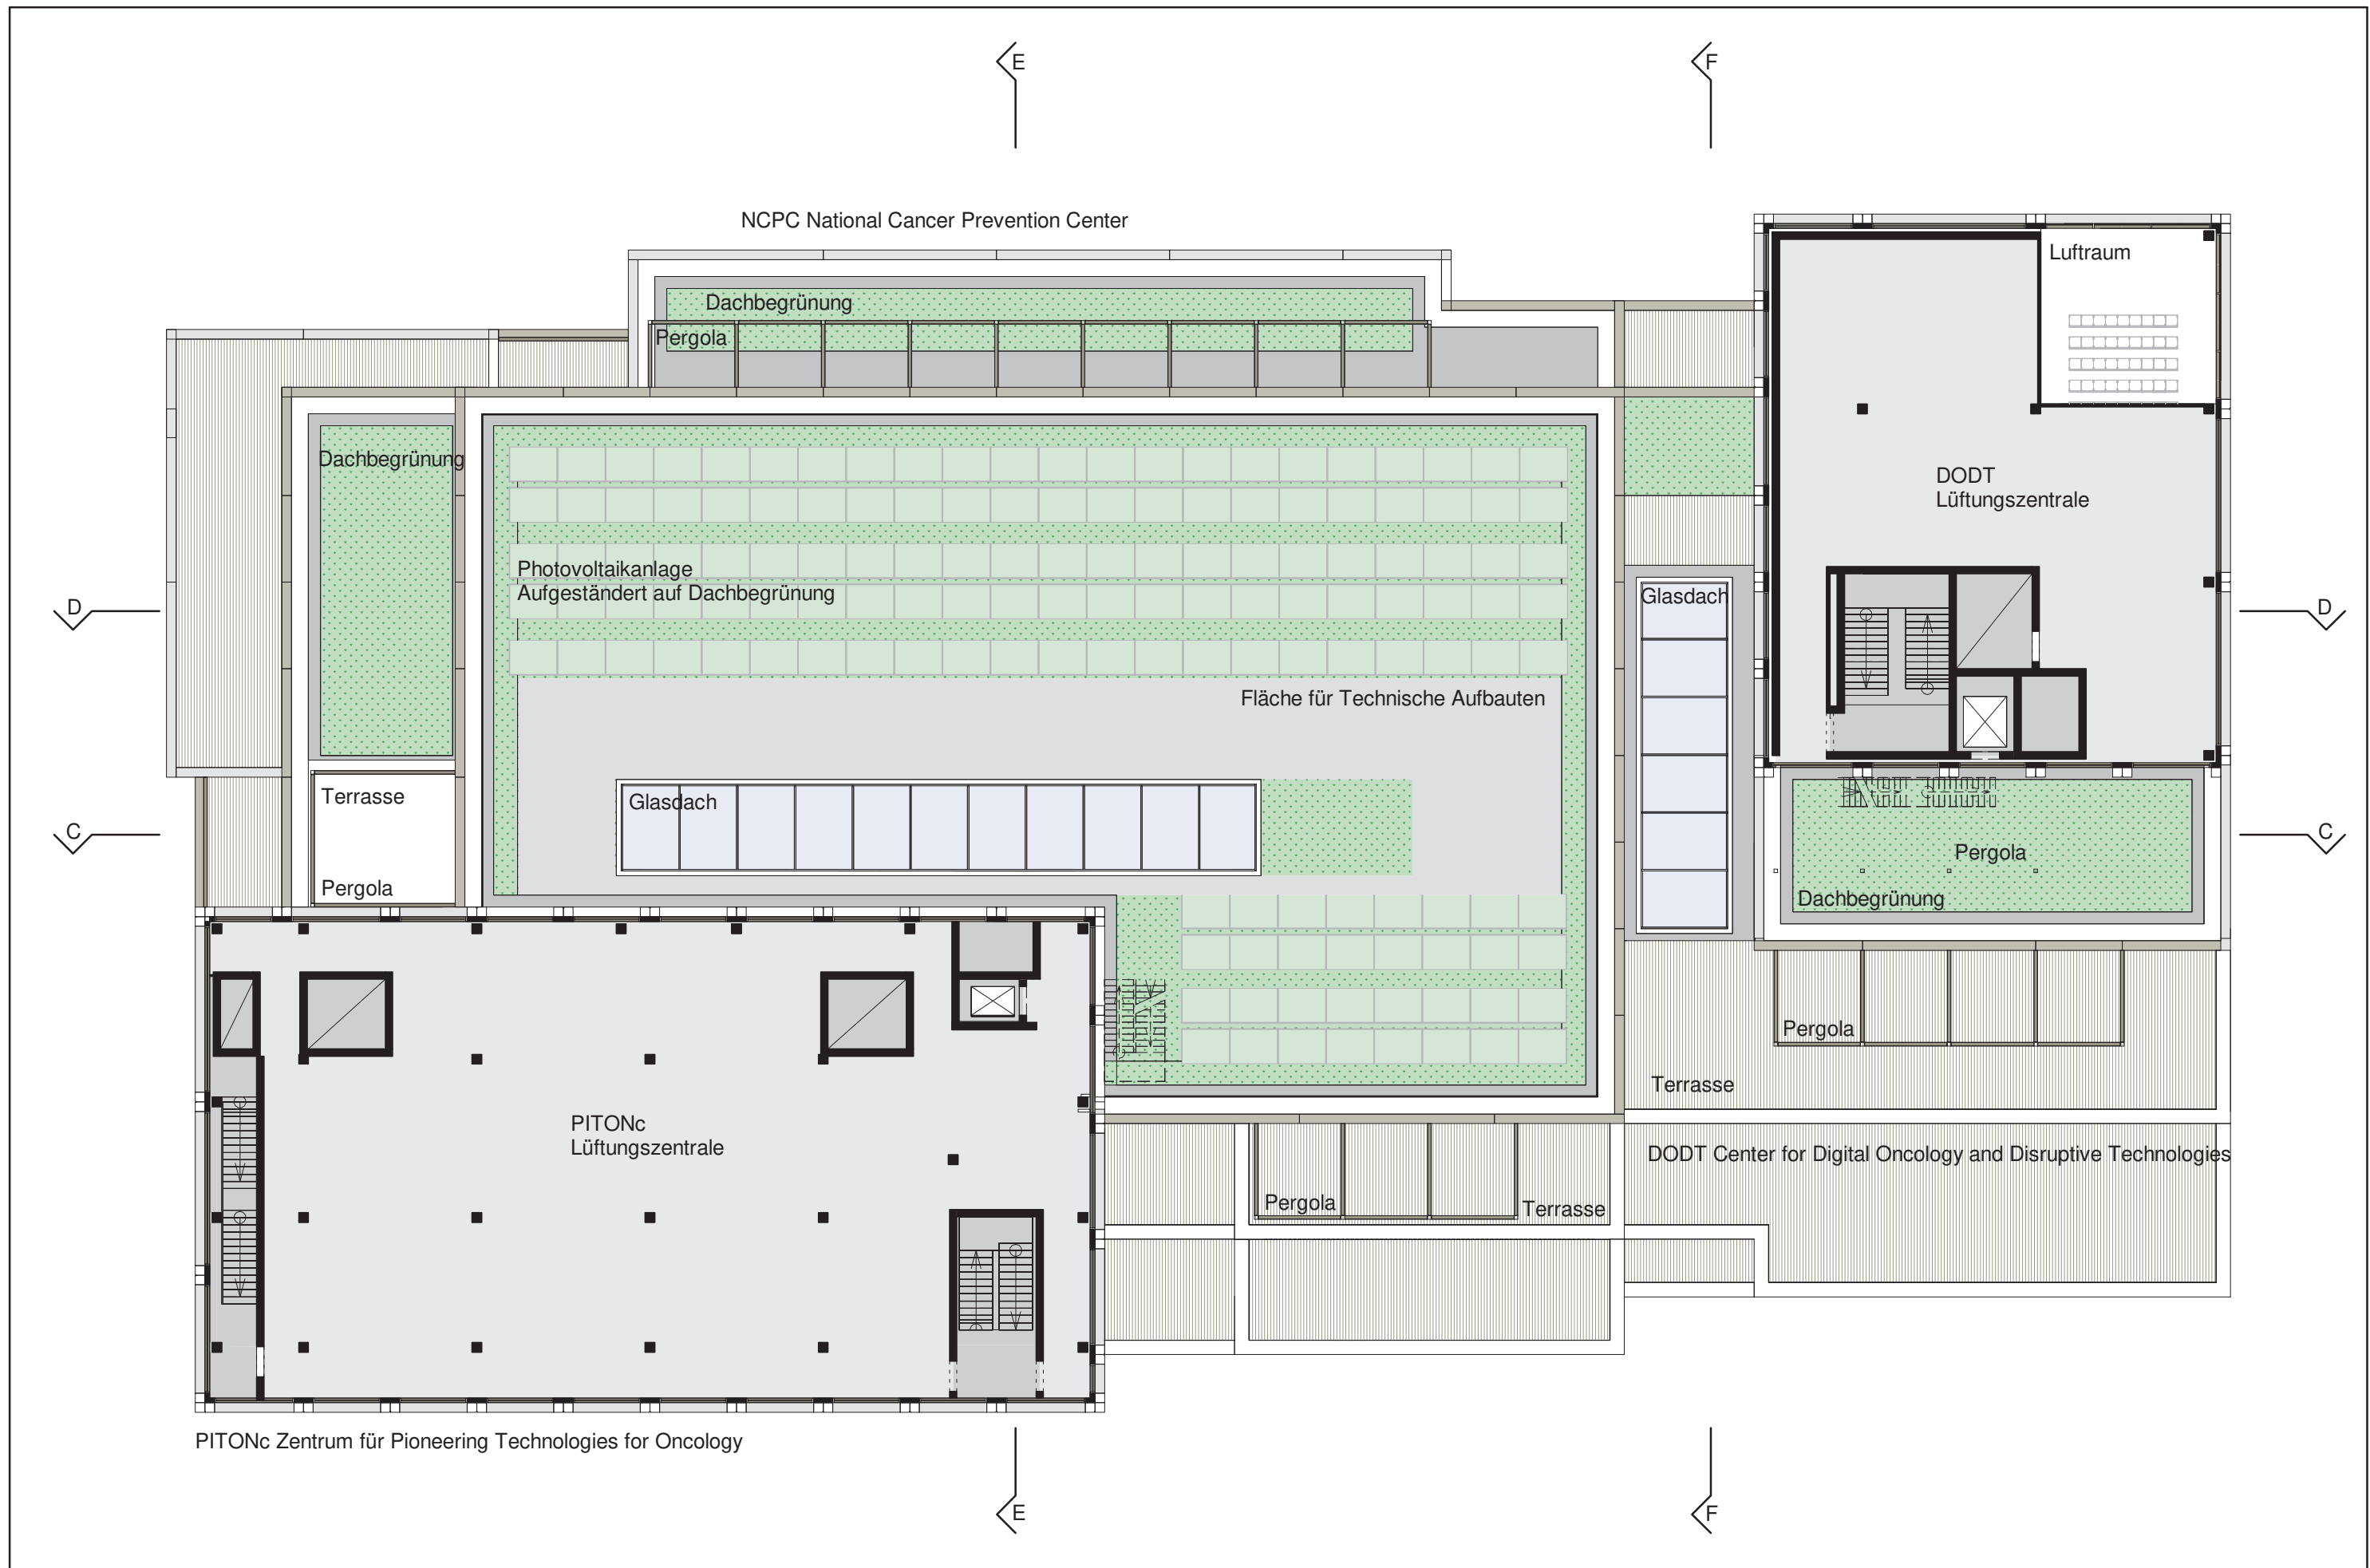 E
F
NCPC National Cancer Prevention Center
Luftraum
Dachbegrünung
Pergola
Dachbegrünung
DODT
Lüftungszentrale
Photovoltaikanlage
Aufgeständert auf Dachbegrünung
Glasdach
D
D
Fläche für Technische Aufbauten
Terrasse
Glasdach
C
C
Pergola
Pergola
Dachbegrünung
Pergola
Terrasse
PITONc
Lüftungszentrale
DODT Center for Digital Oncology and Disruptive Technologies
Pergola
Terrasse
PITONc Zentrum für Pioneering Technologies for Oncology
E
F